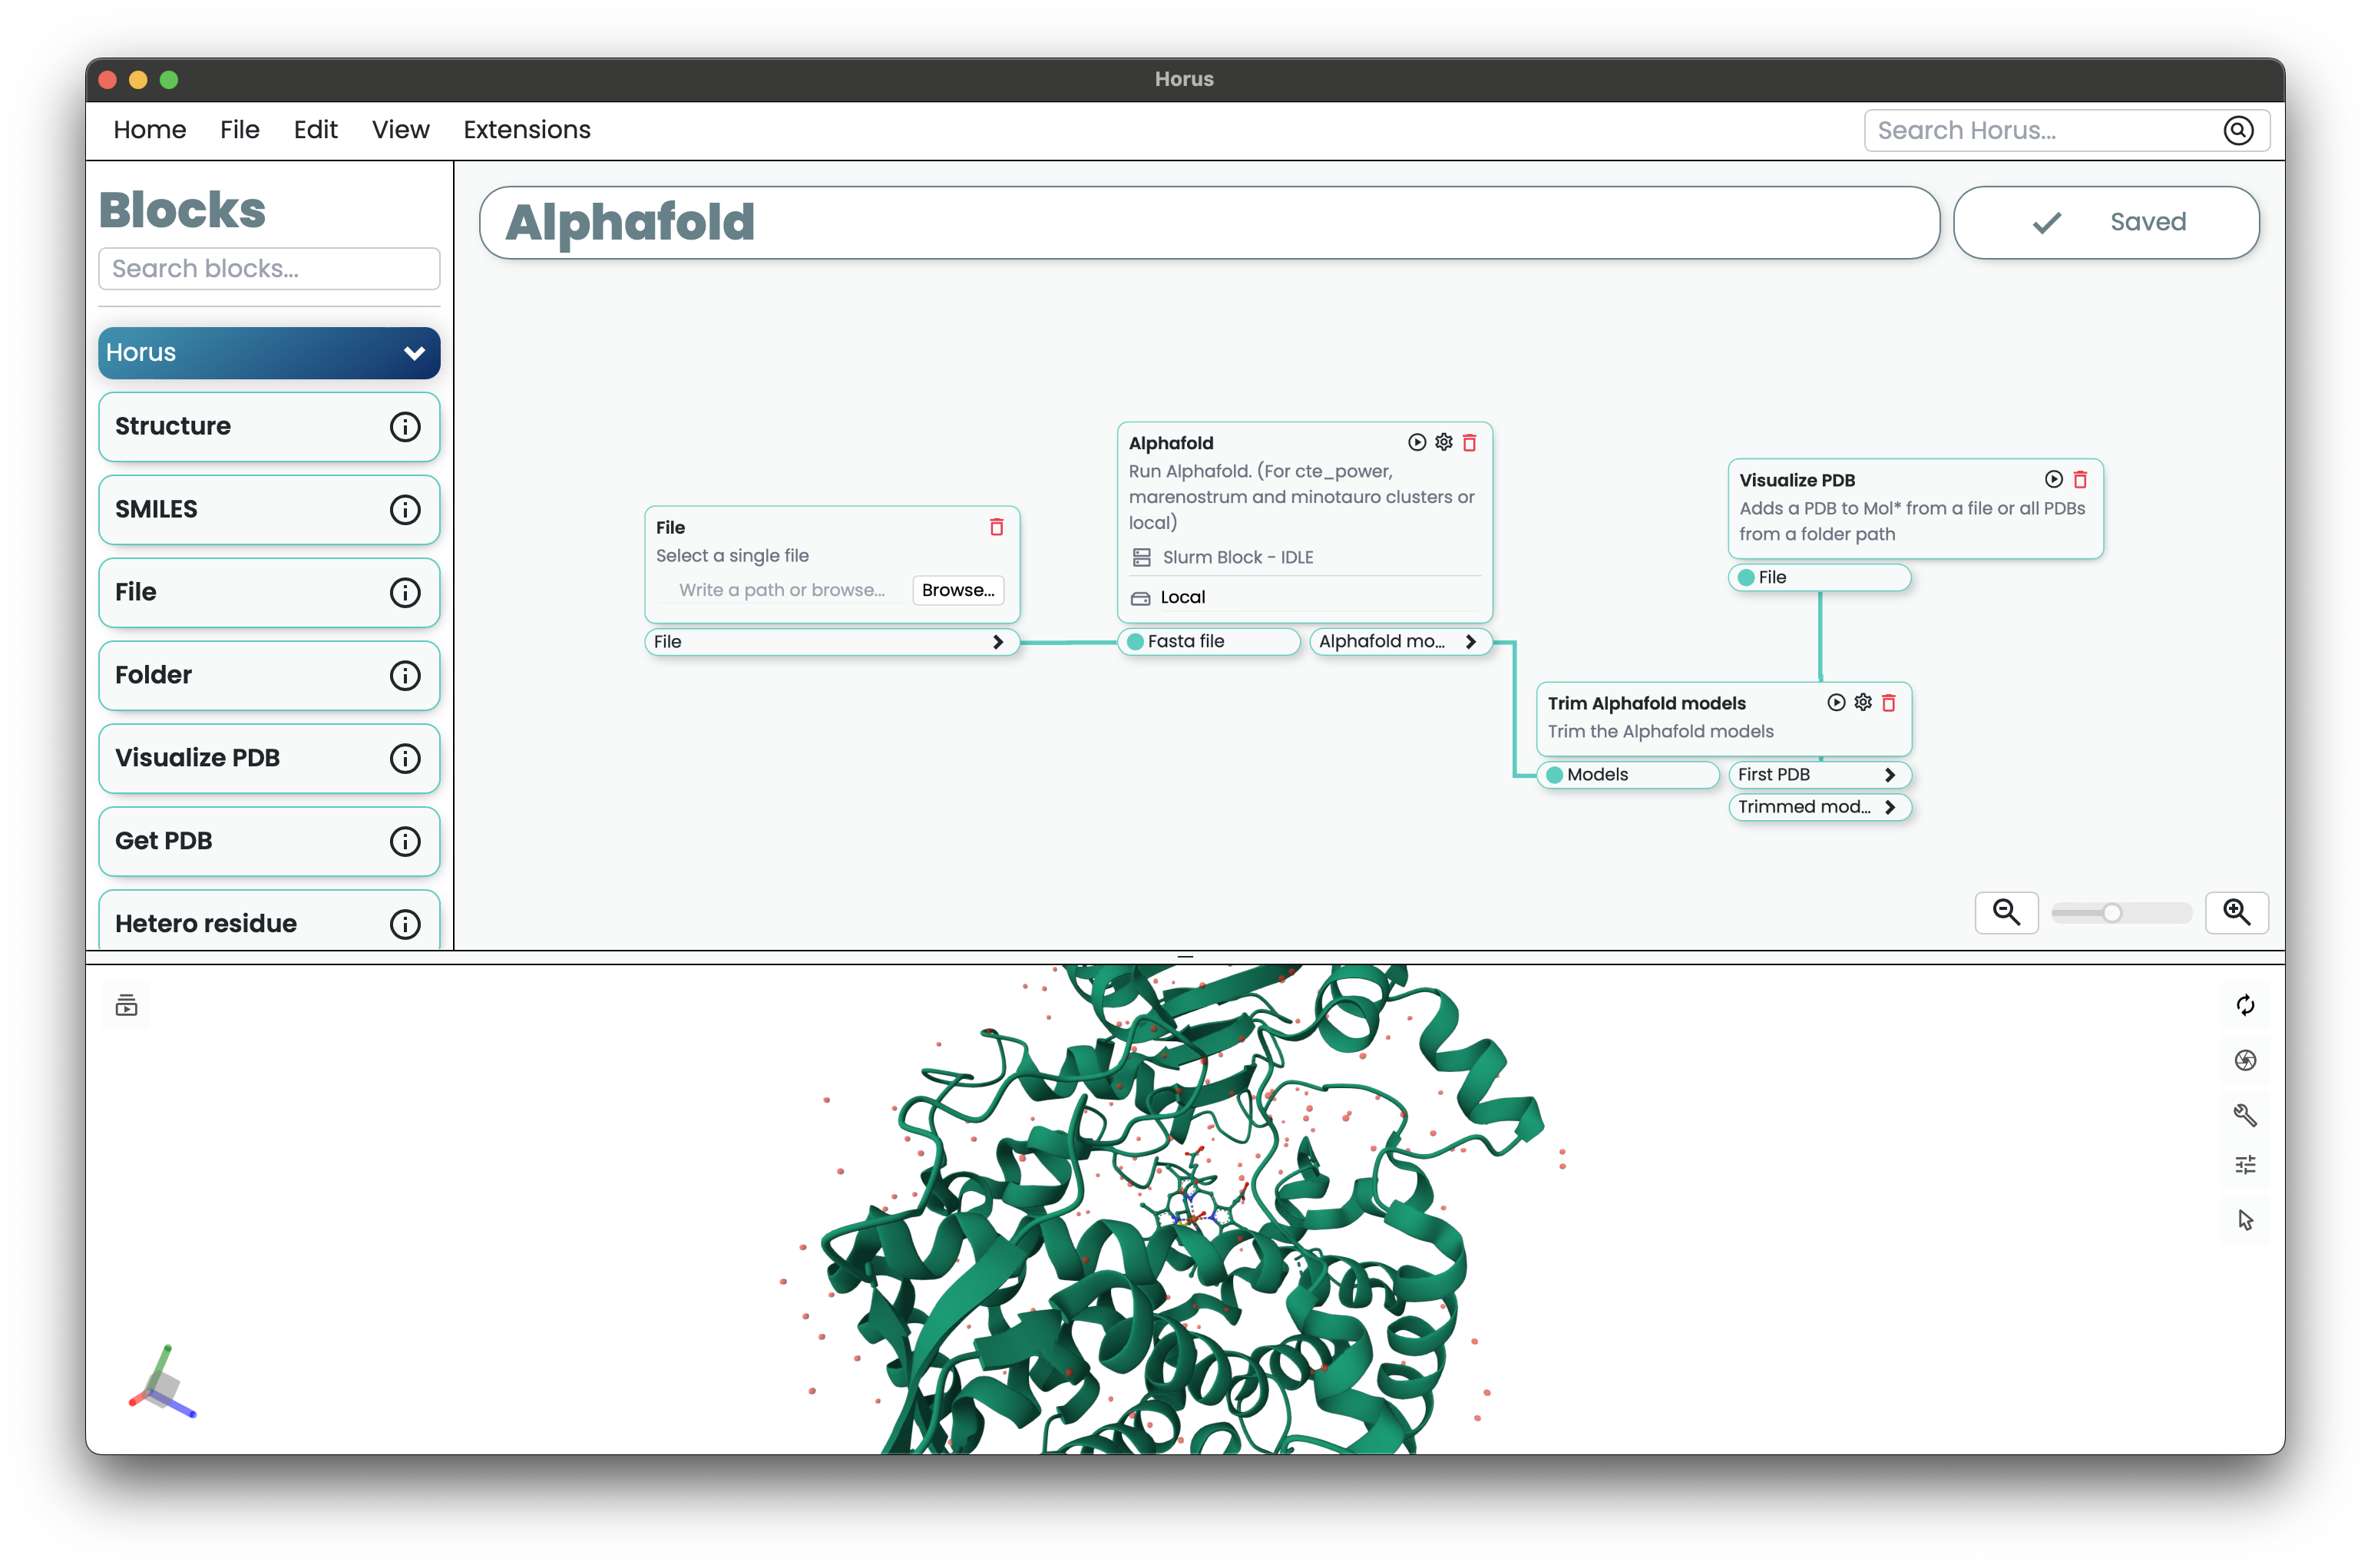 Horus
Home File Edit View Extensions
Search Horus...
Blocks
Search blocks...
Horus
Structure
SMILES
File
Folder
Visualize PDB
Get PDB
Hetero residue
Alphafold
Saved
File
Select a single file
Write a path or browse...
Browse...
File
Alphafold
Run Alphafold. (For cte_power,
marenostrum and minotauro clusters or
local)
Slurm Block - IDLE
Local
Fasta file
Alphafold mo...
Visualize PDB
Adds a PDB to Mol* from a file or all PDBs
from a folder path
File
Trim Alphafold models
Trim the Alphafold models
Models
First PDB
Trimmed mod...